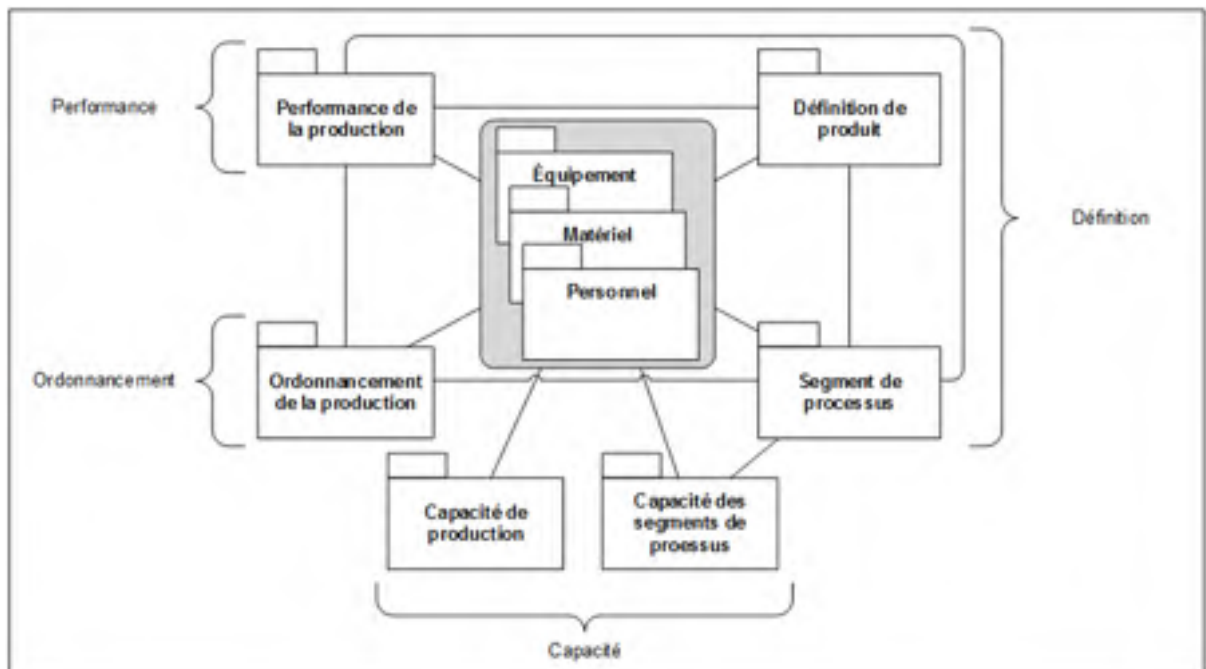 Performance
Performance de
la production
Définition de
produit
Équipement
Matériel
Personnel
Définition
Ordonnancement
Ordonnancement
de la production
Segment de
processus
Capacité de
production
Capacité des
segments de
proessus
Capacité